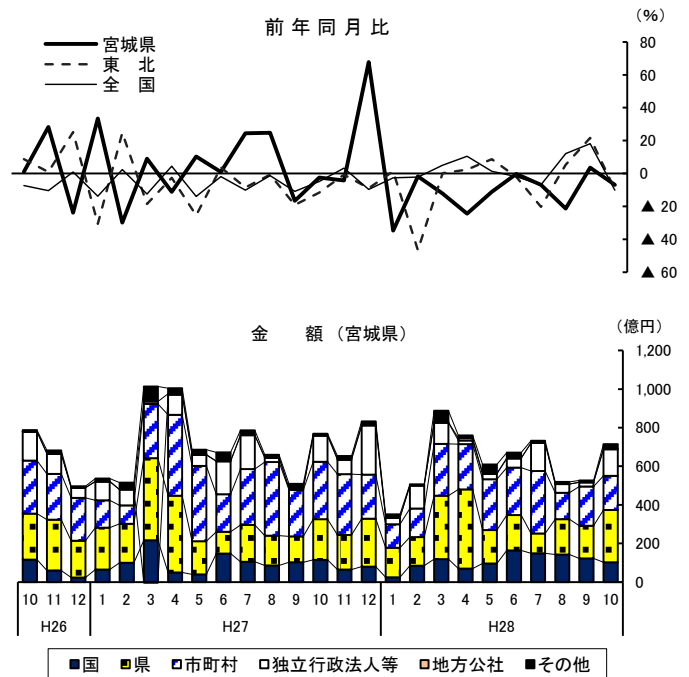 前年同月比
（％）
宮城県
東　北
全　国
80
60
40
20
0
▲ 20
▲ 40
▲ 60
金　　額（宮城県）
（億円）
1,200
1,000
800
600
400
200
0
10 11 12 1 2 3 4 5 6 7 8 9 10 11 12 1 2 3 4 5 6 7 8 9 10
H26 H27 H28
■国 ■県 ■市町村 □独立行政法人等 ■地方公社 ■その他